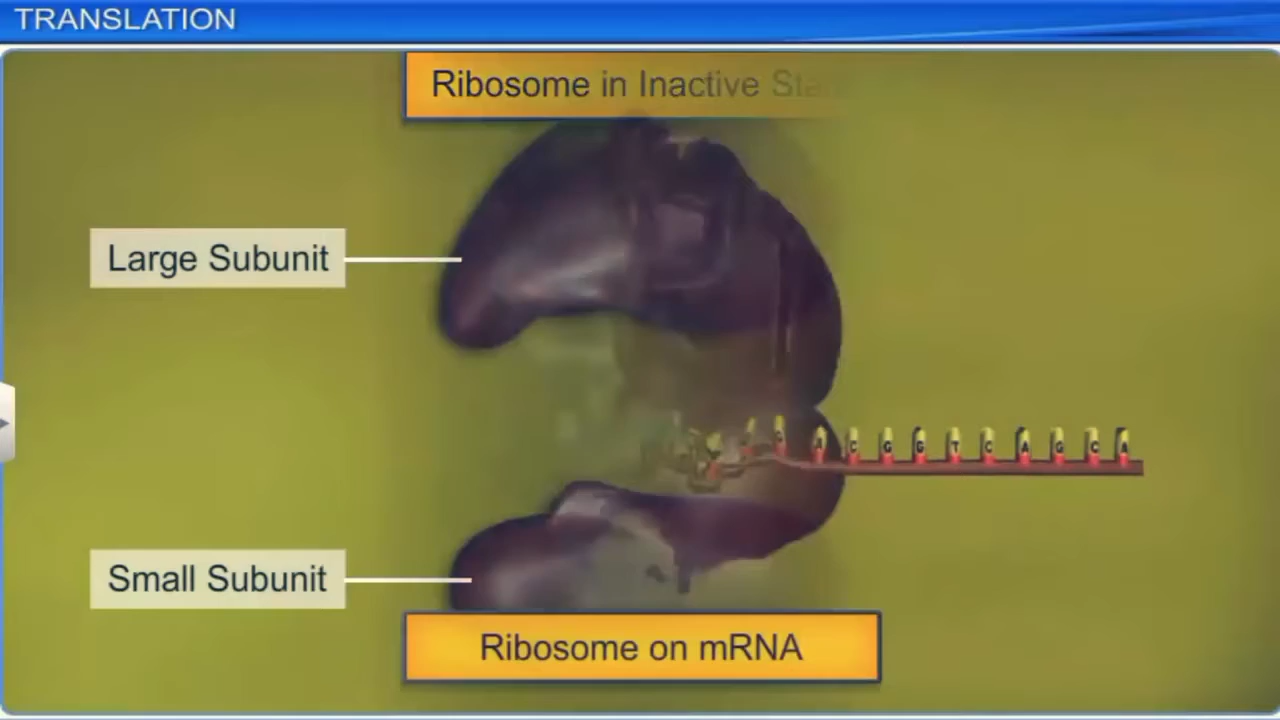 TRANSLATION
Ribosome in Inactive
Large Subunit
A C G G T C A G C A
Small Subunit
Ribosome on mRNA